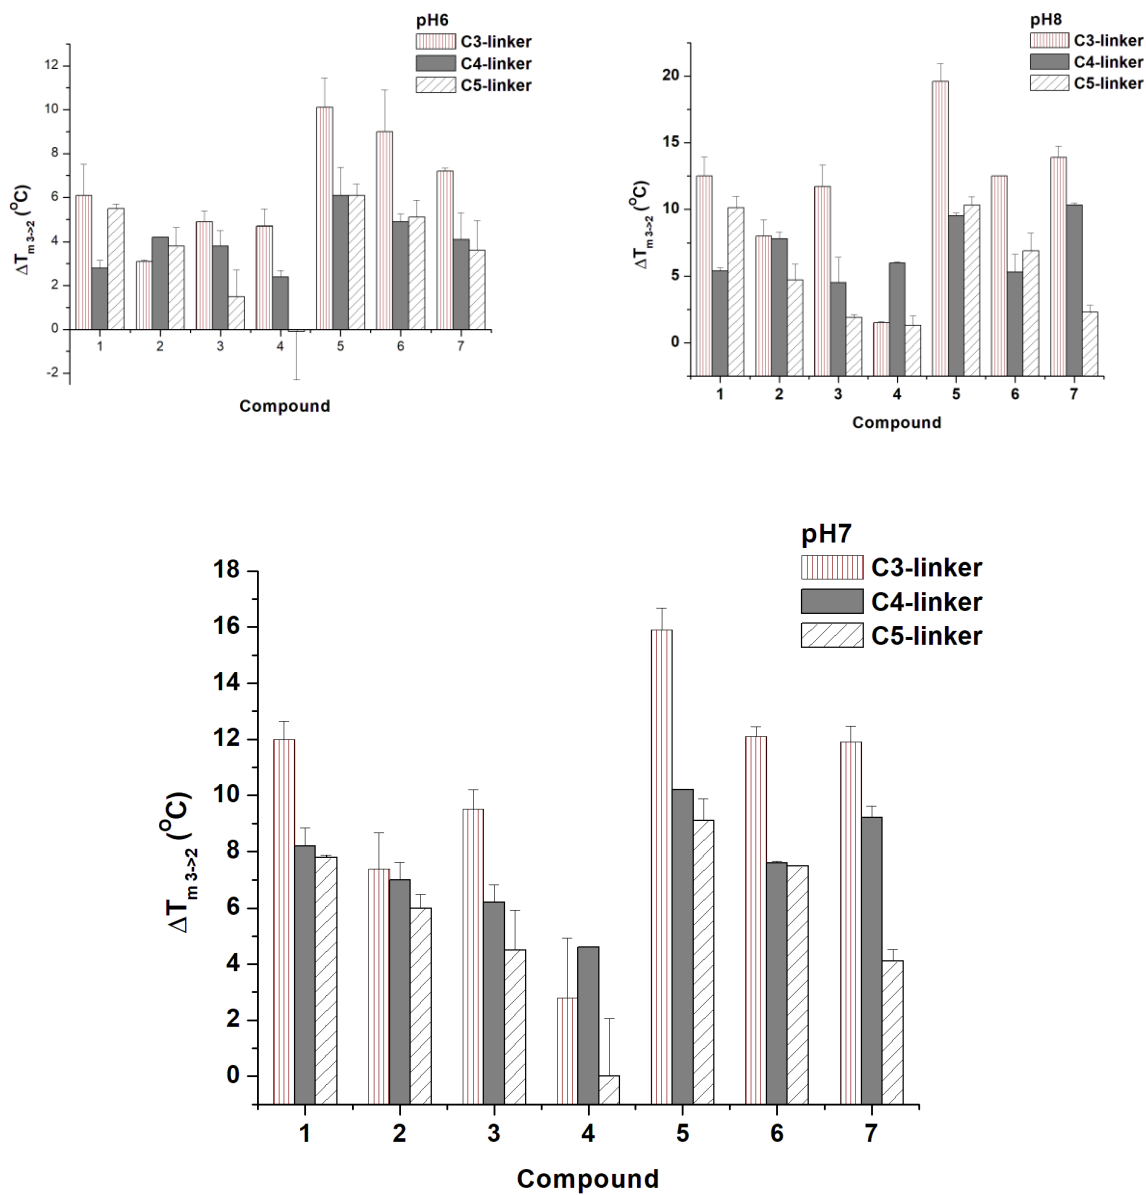 pH6
C3-linker
C4-linker
C5-linker
12
10
8
6
4
2
0
-2
ΔTm 3->2 (OC)
1 2 3 4 5 6 7
Compound
pH8
C3-linker
C4-linker
C5-linker
20
15
10
5
0
ΔTm 3->2 (OC)
1 2 3 4 5 6 7
Compound
pH7
C3-linker
C4-linker
C5-linker
18
16
14
12
10
8
6
4
2
0
ΔTm 3->2 (OC)
1 2 3 4 5 6 7
Compound